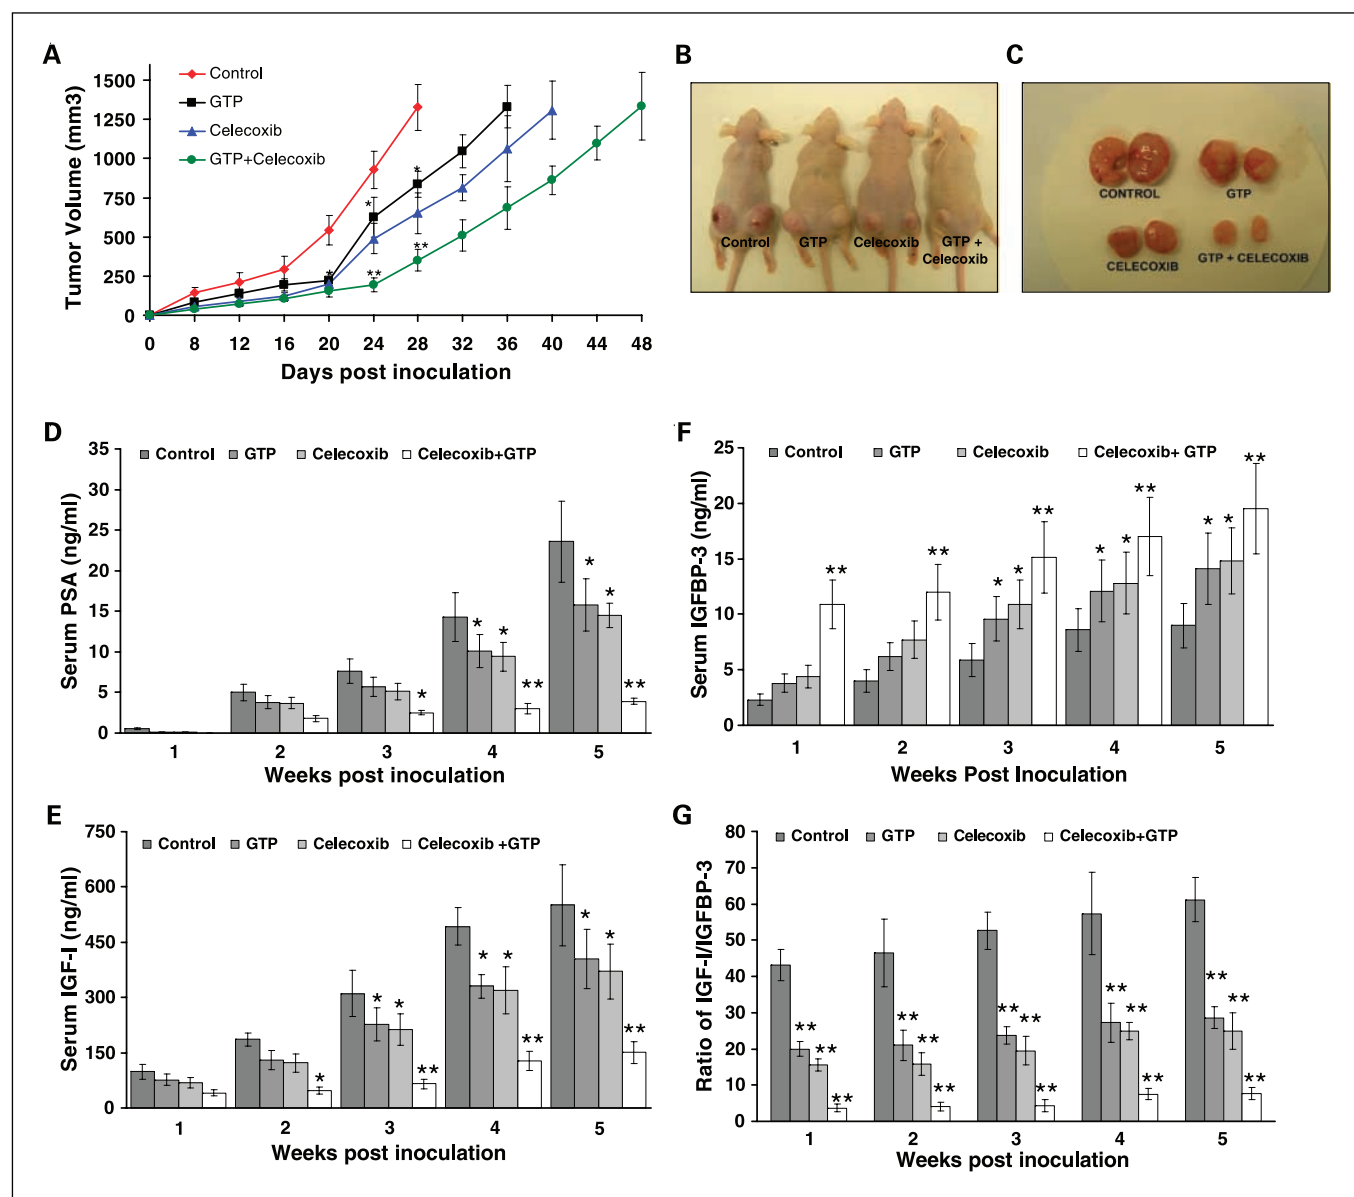 A
Control
GTP
Celecoxib
GTP+Celecoxib
Tumor Volume (mm3)
1500
1250
1000
750
500
250
0
* * * ** **
0 8 12 16 20 24 28 32 36 40 44 48
Days post inoculation
B
Control GTP Celecoxib GTP +
Celecoxib
C
CONTROL GTP
CELECOXIB GTP + CELECOXIB
D
Control GTP Celecoxib Celecoxib+GTP
Serum PSA (ng/ml)
35
30
25
20
15
10
5
0
* * * ** * * **
1 2 3 4 5
Weeks post inoculation
E
Control GTP Celecoxib Celecoxib +GTP
Serum IGF-I (ng/ml)
750
600
450
300
150
0
* * * ** * * ** * * **
1 2 3 4 5
Weeks post inoculation
F
Control GTP Celecoxib Celecoxib+ GTP
Serum IGFBP-3 (ng/ml)
25
20
15
10
5
0
** ** * * ** * * ** * * **
1 2 3 4 5
Weeks Post Inoculation
G
Control GTP Celecoxib Celecoxib+GTP
Ratio of IGF-I/IGFBP-3
80
70
60
50
40
30
20
10
0
** ** ** ** ** ** ** ** ** ** ** ** ** ** **
1 2 3 4 5
Weeks post inoculation